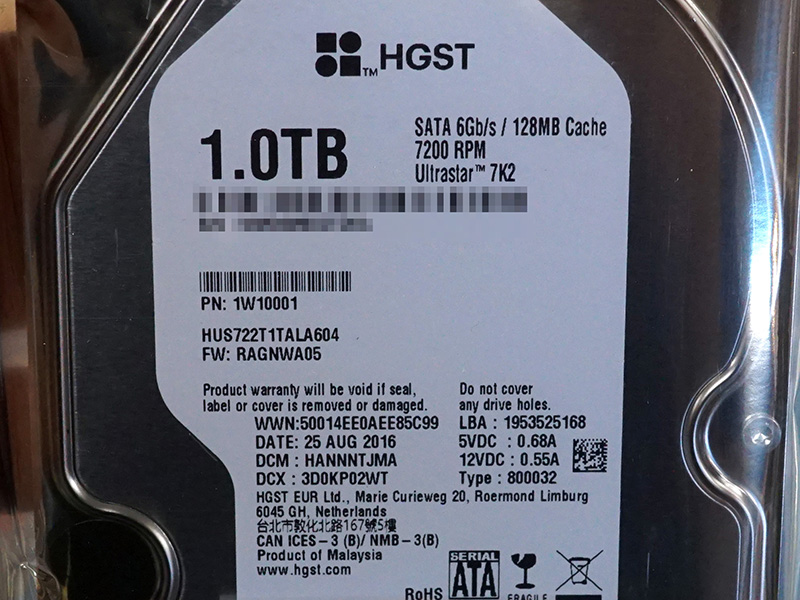 TM HGST
1.0TB
SATA 6Gb/s / 128MB Cache
7200 RPM
Ultrastar™ 7K2
PN: 1W10001
HUS722T1TALA604
FW: RAGNWA05
Product warranty will be void if seal,
label or cover is removed or damaged.
Do not cover
any drive holes.
WWN:50014EE0AEE85C99
DATE: 25 AUG 2016
DCM : HANNNTJMA
DCX : 3D0KP02WT
LBA : 1953525168
5VDC : 0.68A
12VDC : 0.55A
Type : 800032
HGST EUR Ltd., Marie Curieweg 20, Roermond Limburg
6045 GH, Netherlands
台北市敦化北路167號5樓
CAN ICES-3 (B)/ NMB-3(B)
Product of Malaysia
www.hgst.com
RoHS
SERIAL
ATA
FRAGILE